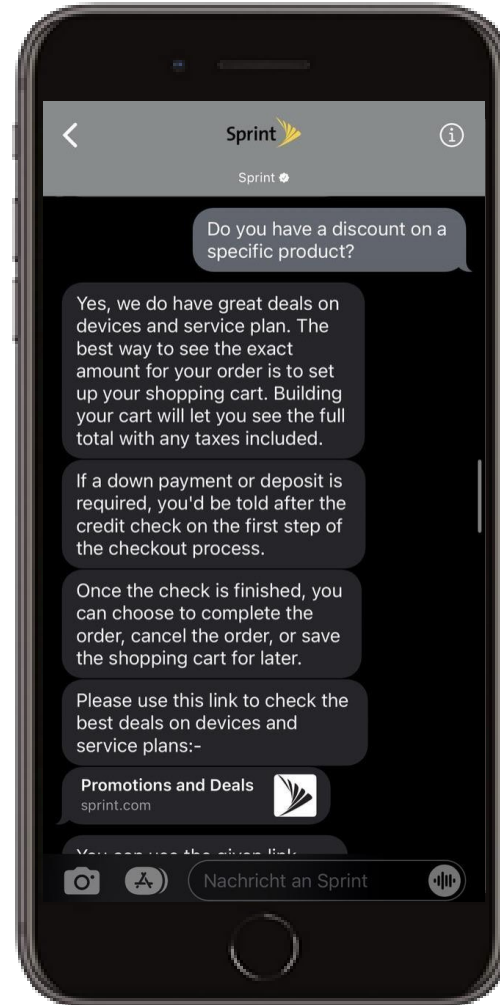 Sprint
Sprint
Do you have a discount on a
specific product?
Yes, we do have great deals on
devices and service plan. The
best way to see the exact
amount for your order is to set
up your shopping cart. Building
your cart will let you see the full
total with any taxes included.
If a down payment or deposit is
required, you'd be told after the
credit check on the first step of
the checkout process.
Once the check is finished, you
can choose to complete the
order, cancel the order, or save
the shopping cart for later.
Please use this link to check the
best deals on devices and
service plans:-
Promotions and Deals
sprint.com
You can use the given link
Nachricht an Sprint